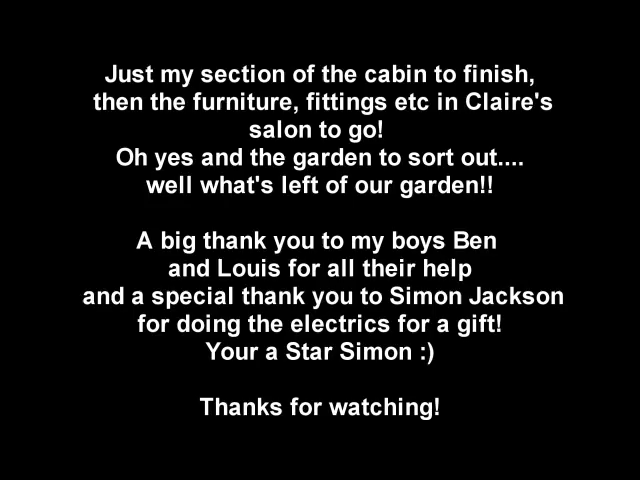 Just my section of the cabin to finish,
then the furniture, fittings etc in Claire's
salon to go!
Oh yes and the garden to sort out....
well what's left of our garden!!
A big thank you to my boys Ben
and Louis for all their help
and a special thank you to Simon Jackson
for doing the electrics for a gift!
Your a Star Simon :)
Thanks for watching!